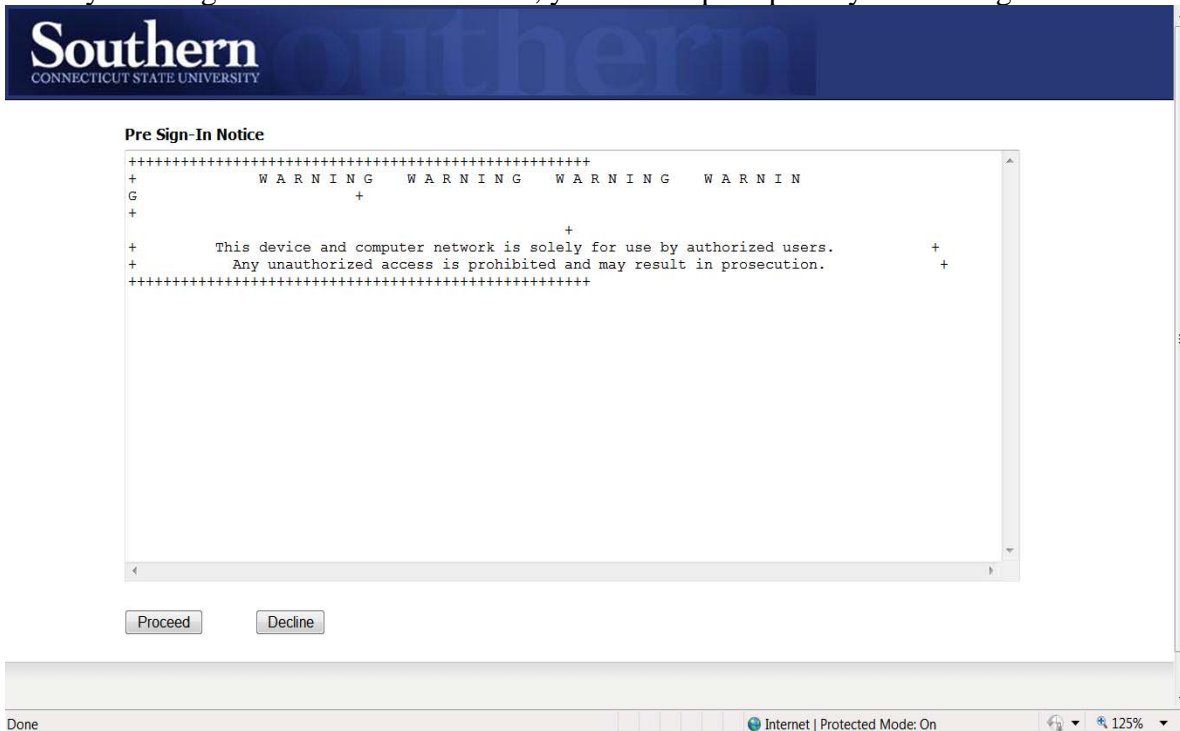 Southern
CONNECTICUT STATE UNIVERSITY
Pre Sign-In Notice
+++++++++++++++++++++++++++++++++++++++++++++++++++++
+ W A R N I N G W A R N I N G W A R N I N G W A R N I N
G +
+
+
+ This device and computer network is solely for use by authorized users. +
+ Any unauthorized access is prohibited and may result in prosecution. +
+++++++++++++++++++++++++++++++++++++++++++++++++++++
Proceed Decline
Done Internet | Protected Mode: On 125%